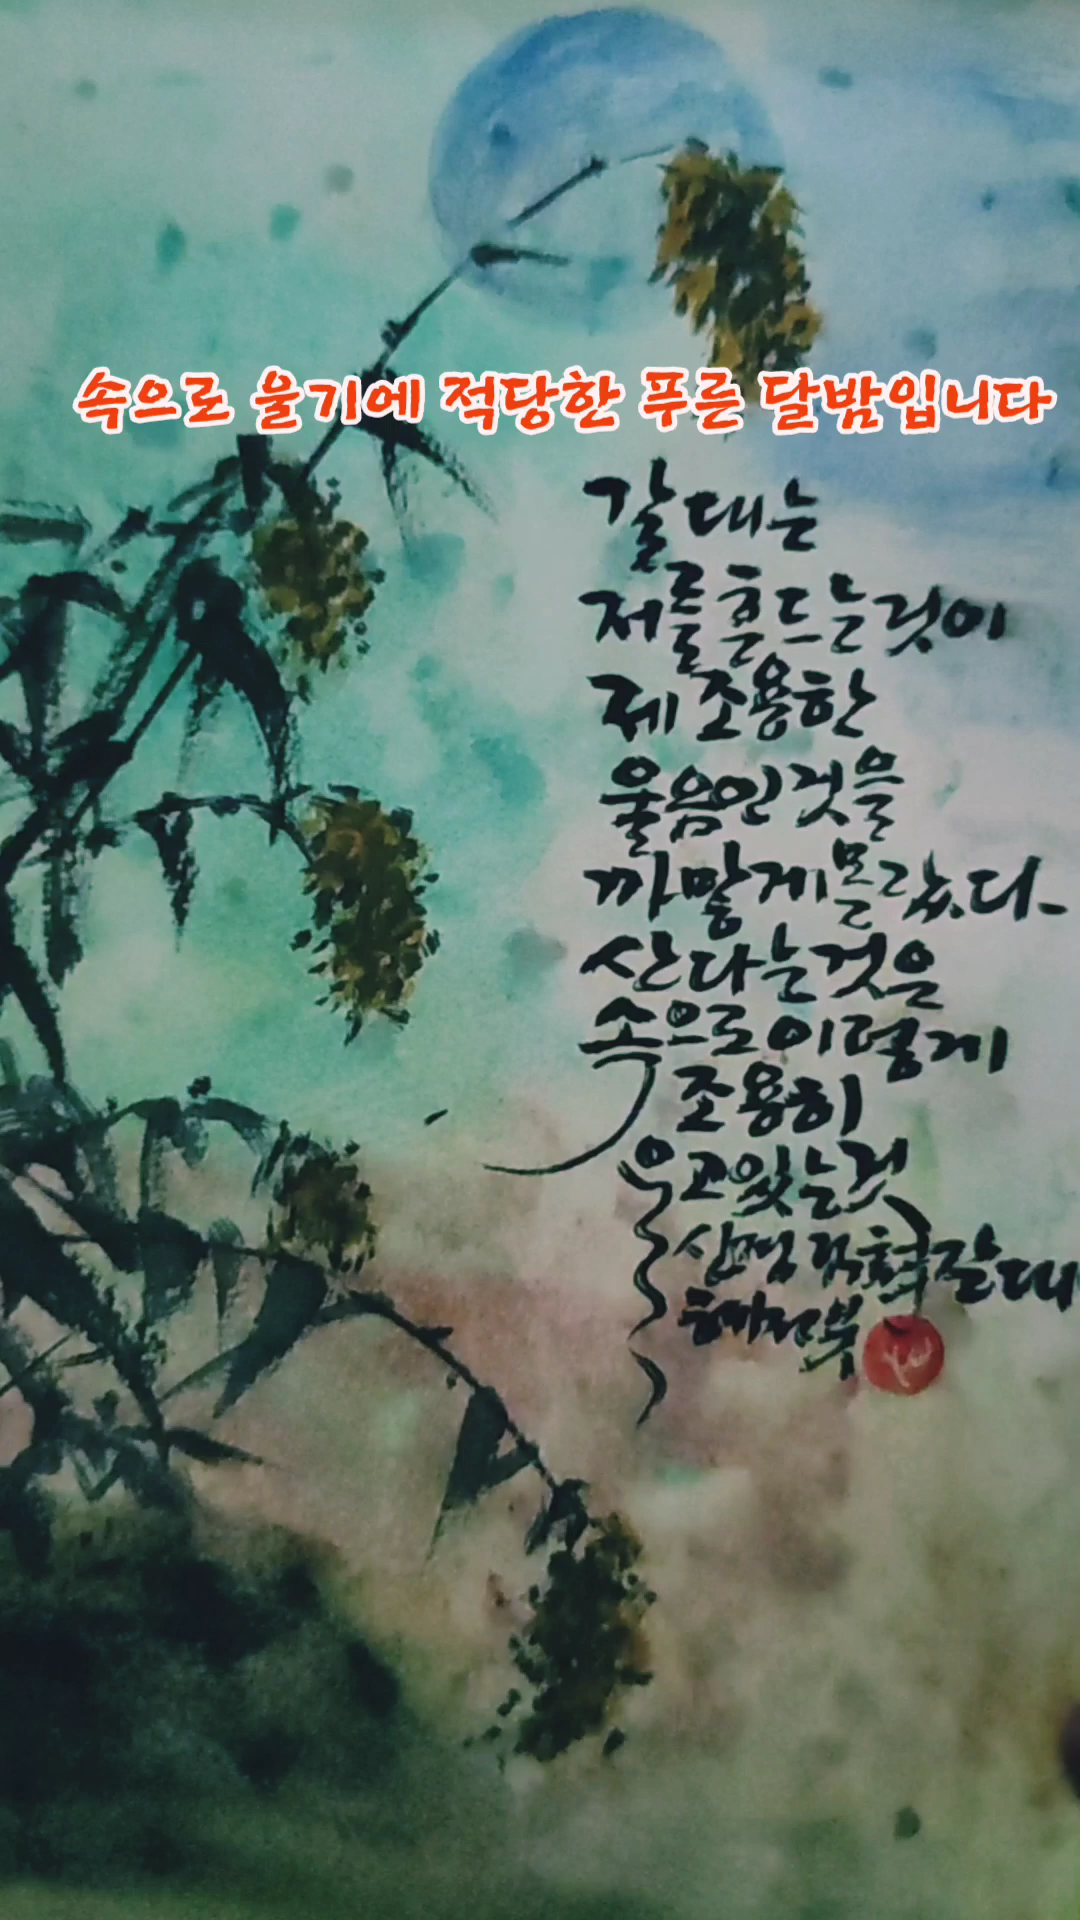 속으로 울기에 적당한 푸른 달밤입니다
갈대는
저를 흔드는 것이
제 조용한
울음인 것을
까맣게 몰랐다
산다는 것은
속으로 이렇게
조용히
우고 있는 것
갈대